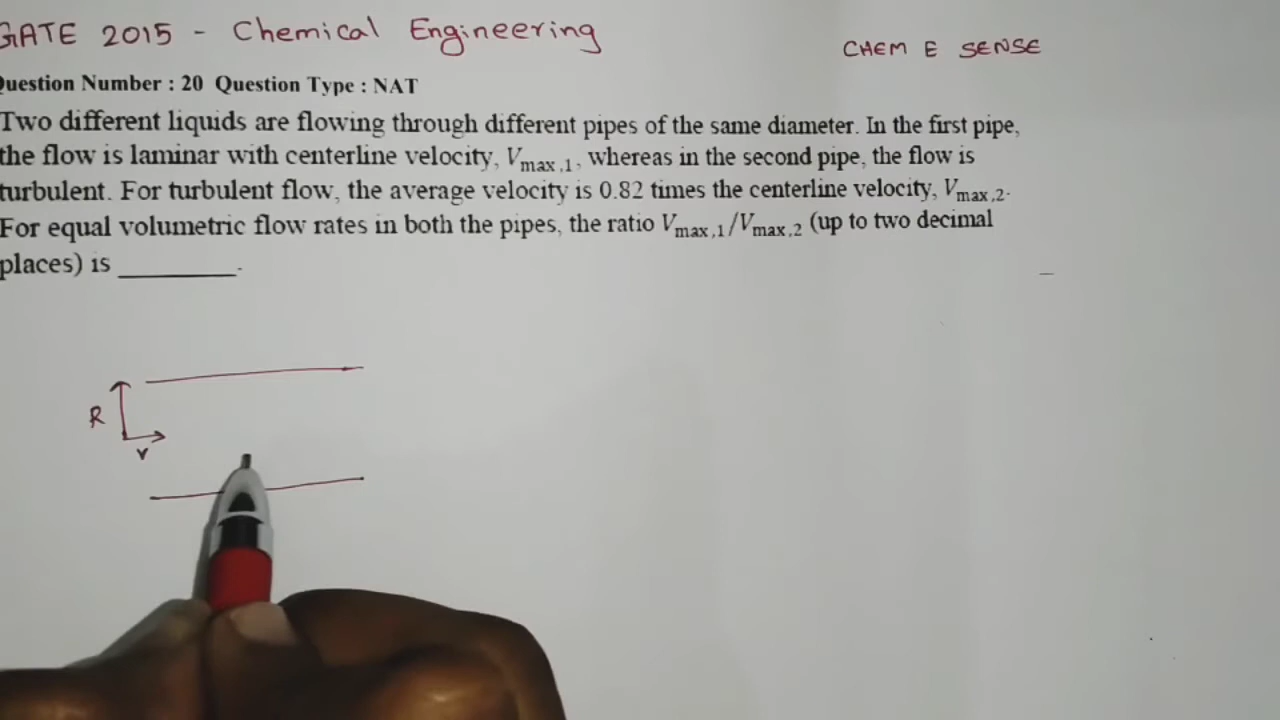 GATE 2015 - Chemical Engineering
CHEM E SENSE
Question Number : 20 Question Type : NAT
Two different liquids are flowing through different pipes of the same diameter. In the first pipe,
the flow is laminar with centerline velocity, Vmax,1, whereas in the second pipe, the flow is
turbulent. For turbulent flow, the average velocity is 0.82 times the centerline velocity, Vmax,2.
For equal volumetric flow rates in both the pipes, the ratio Vmax,1/Vmax,2 (up to two decimal
places) is ________.
R
r